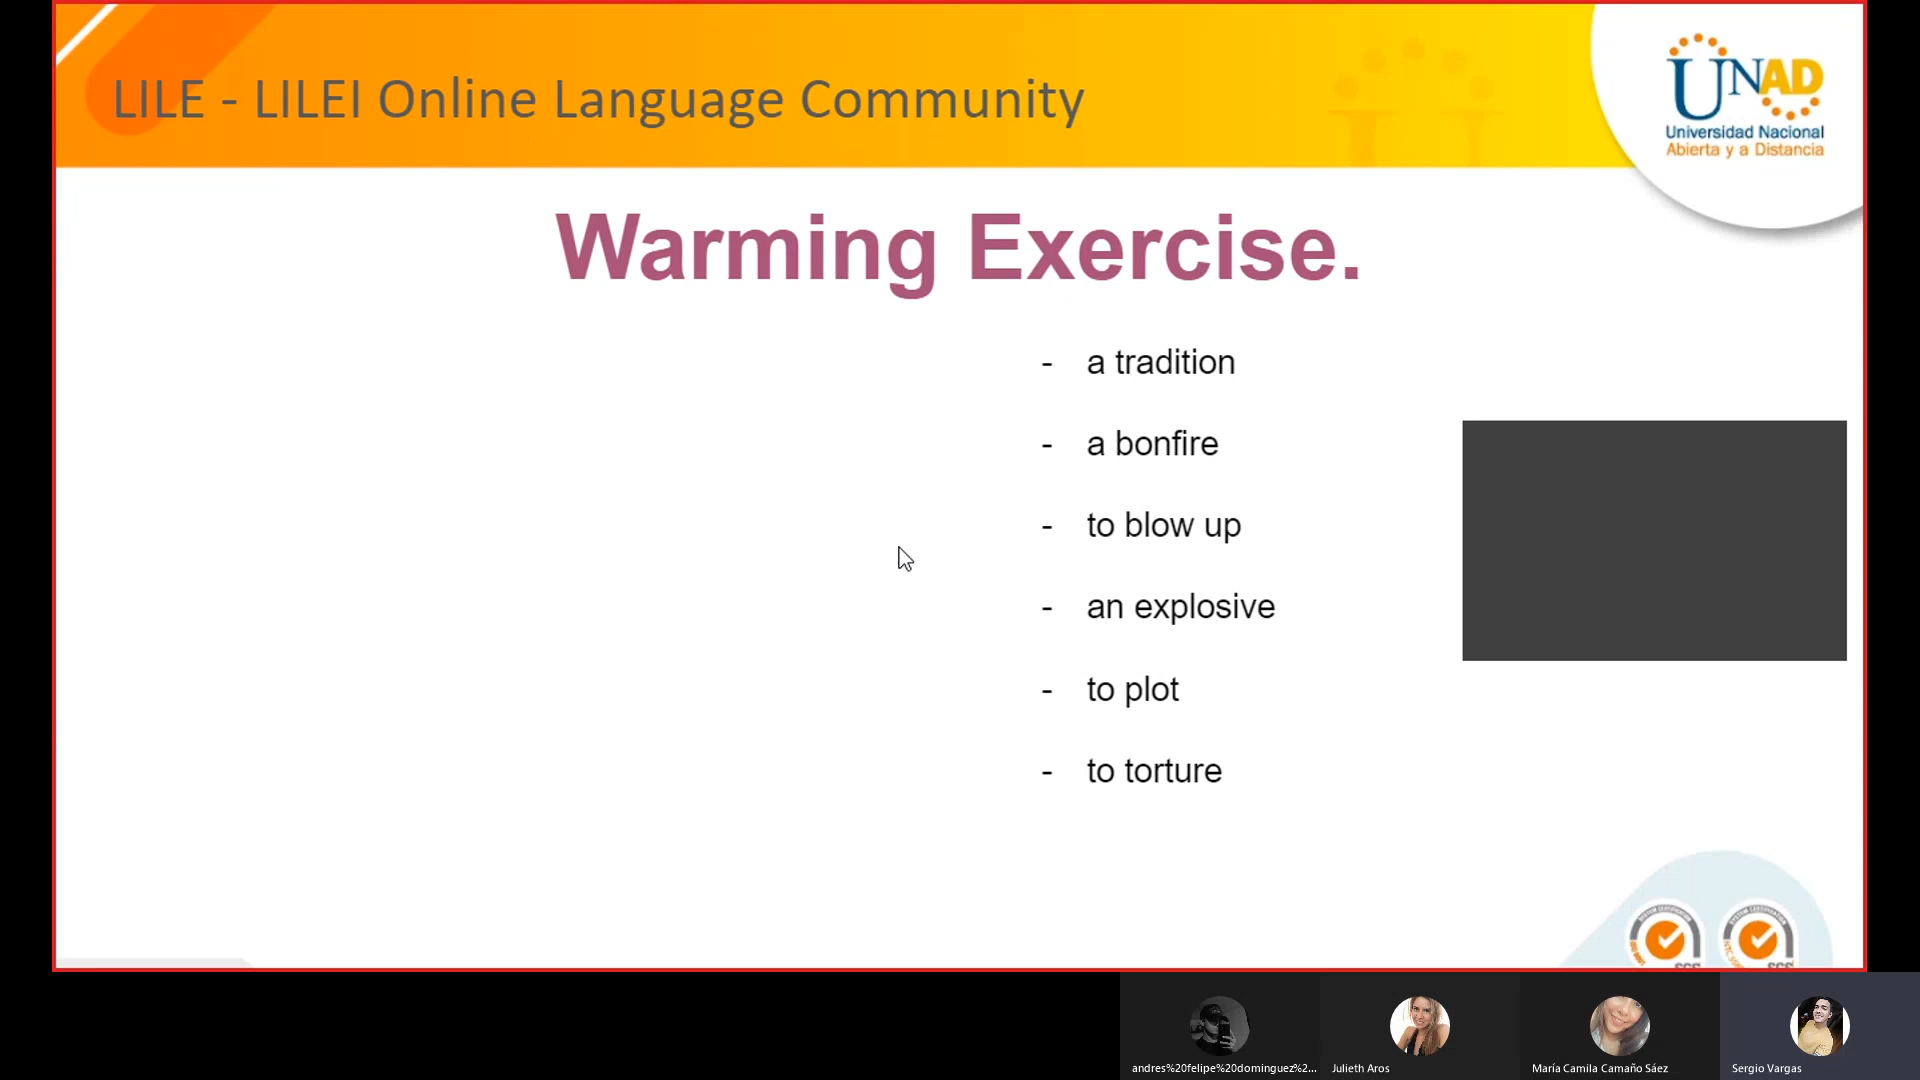 LILE - LILEI Online Language Community
UNAD
Universidad Nacional
Abierta y a Distancia
Warming Exercise.
- a tradition
- a bonfire
- to blow up
- an explosive
- to plot
- to torture
andres%20felipe%20dominguez%2...
Julieth Aros
María Camila Camaño Sáez
Sergio Vargas